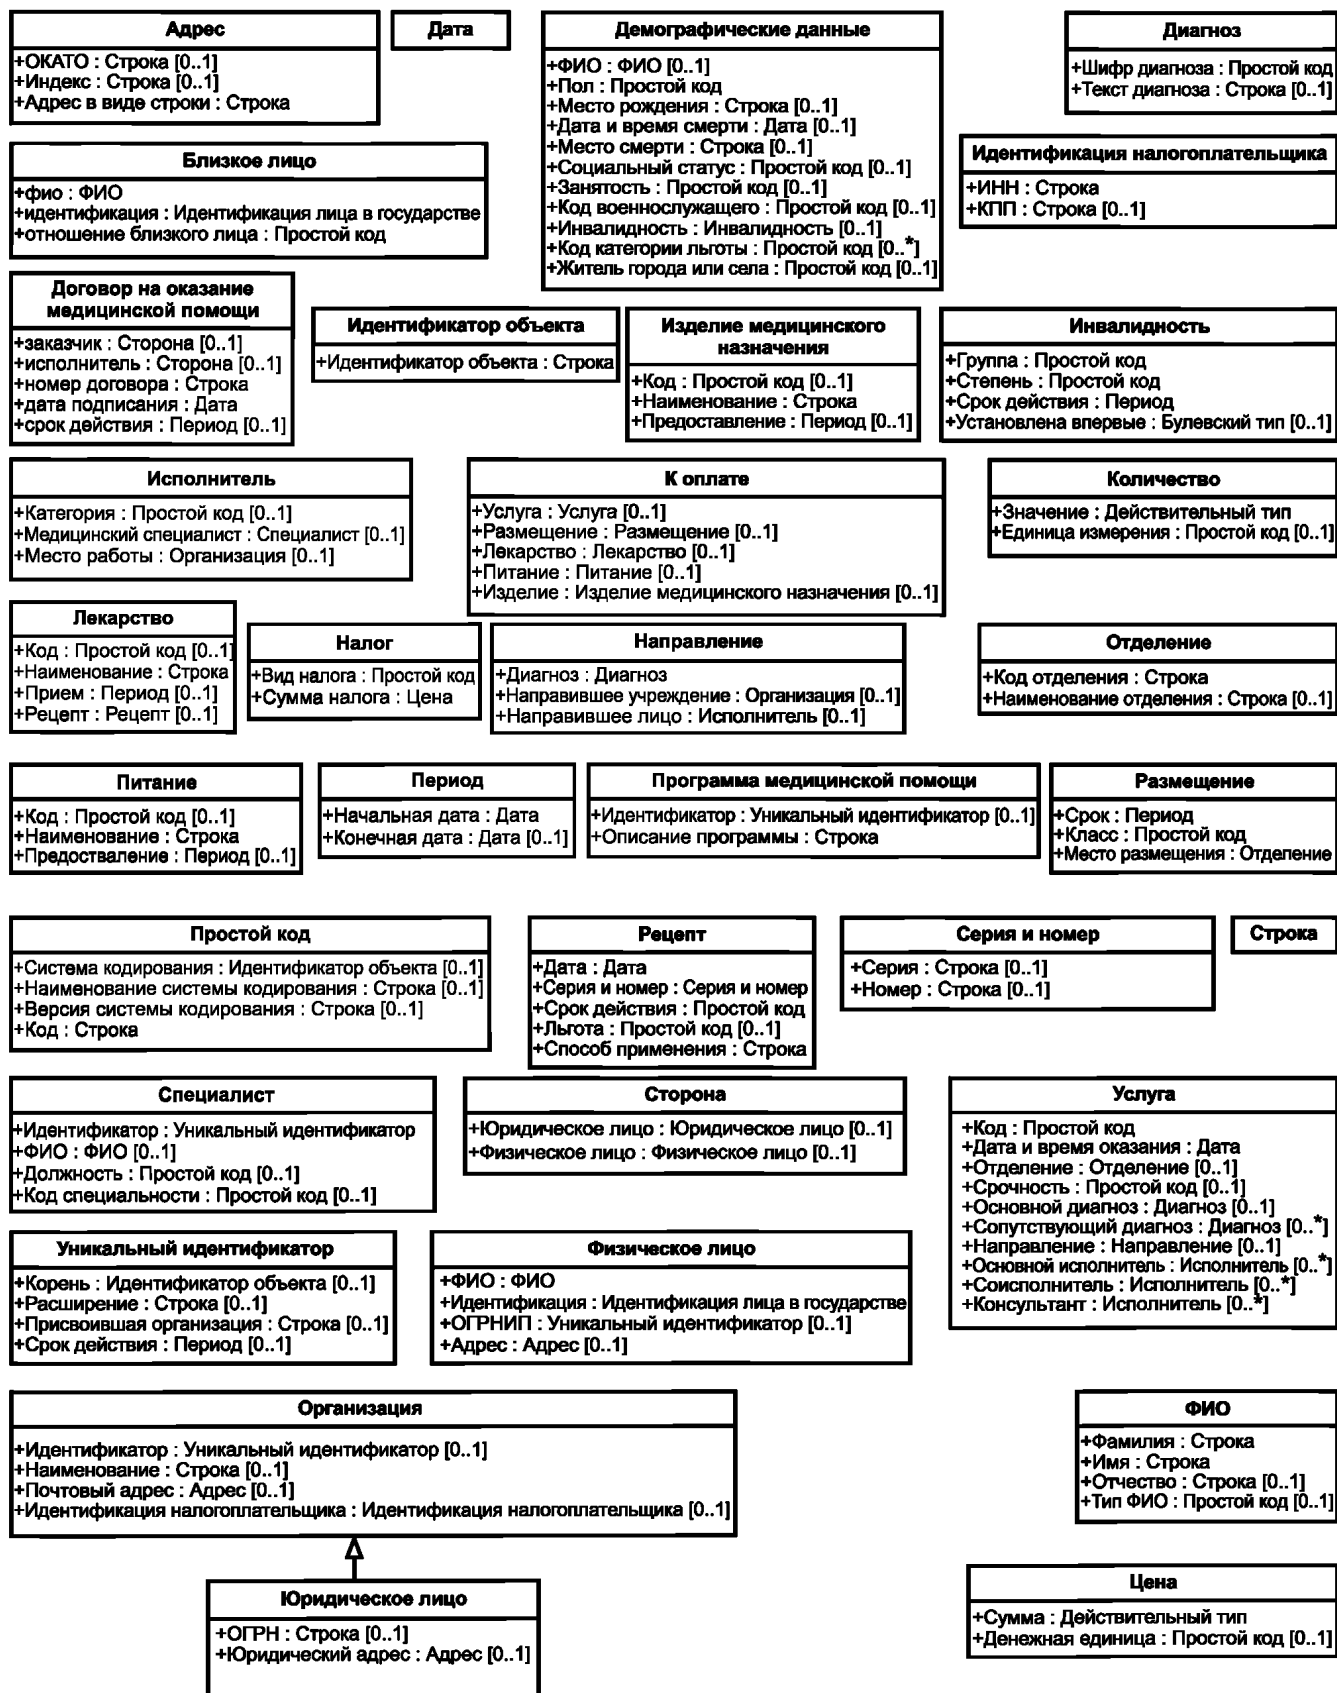 Адрес
+ОКАТО : Строка [0..1]
+Индекс : Строка [0..1]
+Адрес в виде строки : Строка
Дата
Демографические данные
+ФИО : ФИО [0..1]
+Пол : Простой код
+Место рождения : Строка [0..1]
+Дата и время смерти : Дата [0..1]
+Место смерти : Строка [0..1]
+Социальный статус : Простой код [0..1]
+Занятость : Простой код [0..1]
+Код военнослужащего : Простой код [0..1]
+Инвалидность : Инвалидность [0..1]
+Код категории льготы : Простой код [0..*]
+Житель города или села : Простой код [0..1]
Диагноз
+Шифр диагноза : Простой код
+Текст диагноза : Строка [0..1]
Близкое лицо
+фио : ФИО
+идентификация : Идентификация лица в государстве
+отношение близкого лица : Простой код
Идентификация налогоплательщика
+ИНН : Строка
+КПП : Строка [0..1]
Договор на оказание
медицинской помощи
+заказчик : Сторона [0..1]
+исполнитель : Сторона [0..1]
+номер договора : Строка
+дата подписания : Дата
+срок действия : Период [0..1]
Идентификатор объекта
+Идентификатор объекта : Строка
Изделие медицинского
назначения
+Код : Простой код [0..1]
+Наименование : Строка
+Предоставление : Период [0..1]
Инвалидность
+Группа : Простой код
+Степень : Простой код
+Срок действия : Период
+Установлена впервые : Булевский тип [0..1]
Исполнитель
+Категория : Простой код [0..1]
+Медицинский специалист : Специалист [0..1]
+Место работы : Организация [0..1]
К оплате
+Услуга : Услуга [0..1]
+Размещение : Размещение [0..1]
+Лекарство : Лекарство [0..1]
+Питание : Питание [0..1]
+Изделие : Изделие медицинского назначения [0..1]
Количество
+Значение : Действительный тип
+Единица измерения : Простой код [0..1]
Лекарство
+Код : Простой код [0..1]
+Наименование : Строка
+Прием : Период [0..1]
+Рецепт : Рецепт [0..1]
Налог
+Вид налога : Простой код
+Сумма налога : Цена
Направление
+Диагноз : Диагноз
+Направившее учреждение : Организация [0..1]
+Направившее лицо : Исполнитель [0..1]
Отделение
+Код отделения : Строка
+Наименование отделения : Строка [0..1]
Питание
+Код : Простой код [0..1]
+Наименование : Строка
+Предостваление : Период [0..1]
Период
+Начальная дата : Дата
+Конечная дата : Дата [0..1]
Программа медицинской помощи
+Идентификатор : Уникальный идентификатор [0..1]
+Описание программы : Строка
Размещение
+Срок : Период
+Класс : Простой код
+Место размещения : Отделение
Простой код
+Система кодирования : Идентификатор объекта [0..1]
+Наименование системы кодирования : Строка [0..1]
+Версия системы кодирования : Строка [0..1]
+Код : Строка
Рецепт
+Дата : Дата
+Серия и номер : Серия и номер
+Срок действия : Простой код
+Льгота : Простой код [0..1]
+Способ применения : Строка
Серия и номер
+Серия : Строка [0..1]
+Номер : Строка [0..1]
Строка
Специалист
+Идентификатор : Уникальный идентификатор
+ФИО : ФИО [0..1]
+Должность : Простой код [0..1]
+Код специальности : Простой код [0..1]
Сторона
+Юридическое лицо : Юридическое лицо [0..1]
+Физическое лицо : Физическое лицо [0..1]
Услуга
+Код : Простой код
+Дата и время оказания : Дата
+Отделение : Отделение [0..1]
+Срочность : Простой код [0..1]
+Основной диагноз : Диагноз [0..1]
+Сопутствующий диагноз : Диагноз [0..*]
+Направление : Направление [0..1]
+Основной исполнитель : Исполнитель [0..*]
+Соисполнитель : Исполнитель [0..*]
+Консультант : Исполнитель [0..*]
Уникальный идентификатор
+Корень : Идентификатор объекта [0..1]
+Расширение : Строка [0..1]
+Присвоившая организация : Строка [0..1]
+Срок действия : Период [0..1]
Физическое лицо
+ФИО : ФИО
+Идентификация : Идентификация лица в государстве
+ОГРНИП : Уникальный идентификатор [0..1]
+Адрес : Адрес [0..1]
Организация
+Идентификатор : Уникальный идентификатор [0..1]
+Наименование : Строка [0..1]
+Почтовый адрес : Адрес [0..1]
+Идентификация налогоплательщика : Идентификация налогоплательщика [0..1]
ФИО
+Фамилия : Строка
+Имя : Строка
+Отчество : Строка [0..1]
+Тип ФИО : Простой код [0..1]
Юридическое лицо
+ОГРН : Строка [0..1]
+Юридический адрес : Адрес [0..1]
Цена
+Сумма : Действительный тип
+Денежная единица : Простой код [0..1]